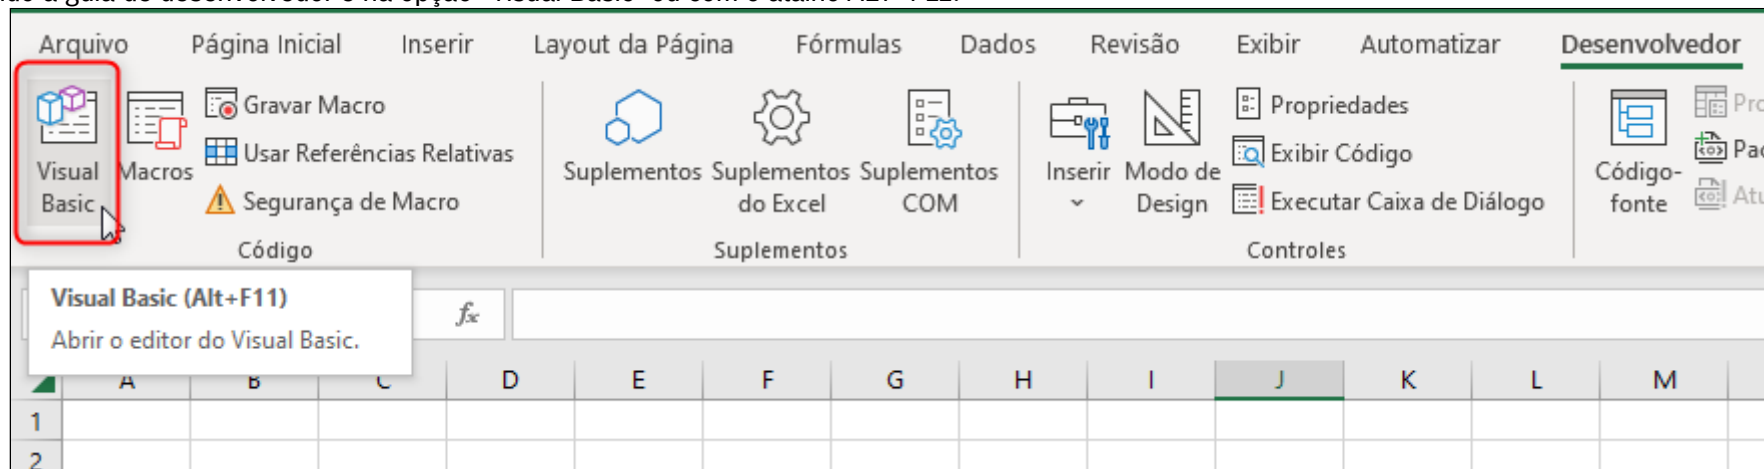 Arquivo Página Inicial Inserir Layout da Página Fórmulas Dados Revisão Exibir Automatizar Desenvolvedor
Visual Basic
Macros
Gravar Macro
Usar Referências Relativas
Segurança de Macro
Código
Suplementos
Suplementos do Excel
Suplementos COM
Suplementos
Inserir
Modo de Design
Propriedades
Exibir Código
Executar Caixa de Diálogo
Controles
Código-fonte
Visual Basic (Alt+F11)
Abrir o editor do Visual Basic.
fx
A B C D E F G H I J K L M
1
2